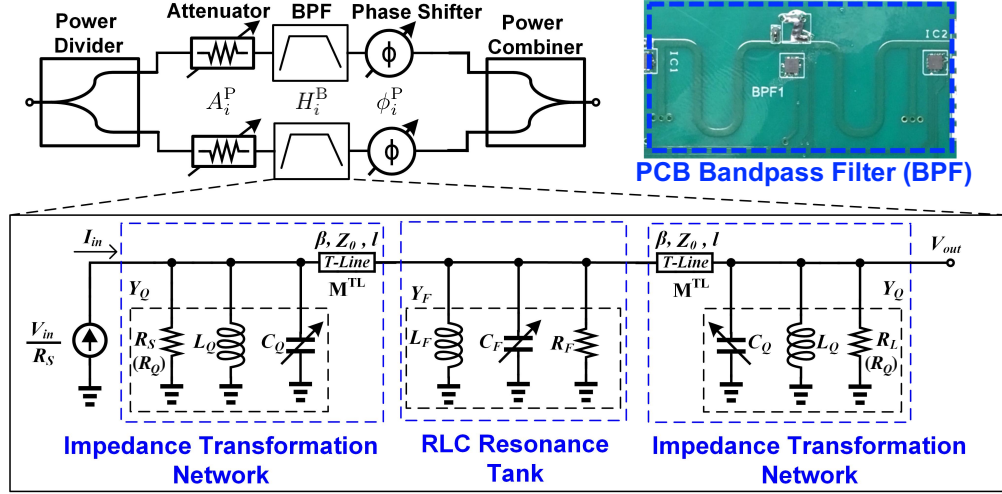 Attenuator
BPF
Phase Shifter
Power
Divider
Power
Combiner
A_i^P
H_i^B
ϕ_i^P
ϕ
ϕ
IC1
BPF1
IC2
PCB Bandpass Filter (BPF)
I_in
β, Z_0, l
T-Line
M^TL
β, Z_0, l
T-Line
M^TL
V_out
Y_Q
Y_F
Y_Q
V_in
R_S
R_S
(R_Q)
L_Q
C_Q
L_F
C_F
R_F
C_Q
L_Q
R_L
(R_Q)
Impedance Transformation
Network
RLC Resonance
Tank
Impedance Transformation
Network